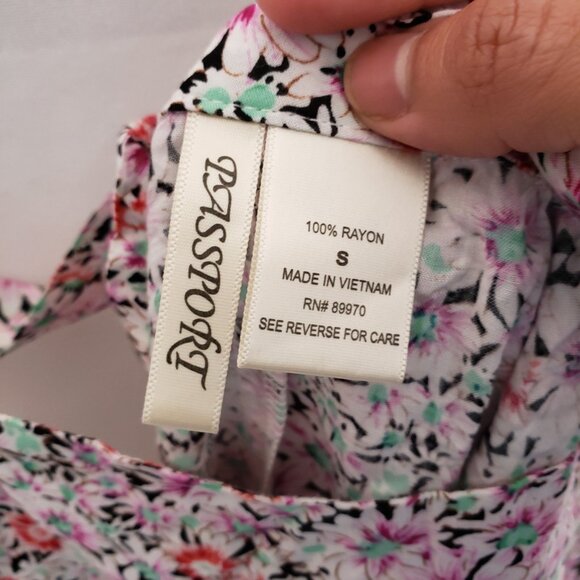 PASSPORT
100% RAYON
S
MADE IN VIETNAM
RN# 89970
SEE REVERSE FOR CARE